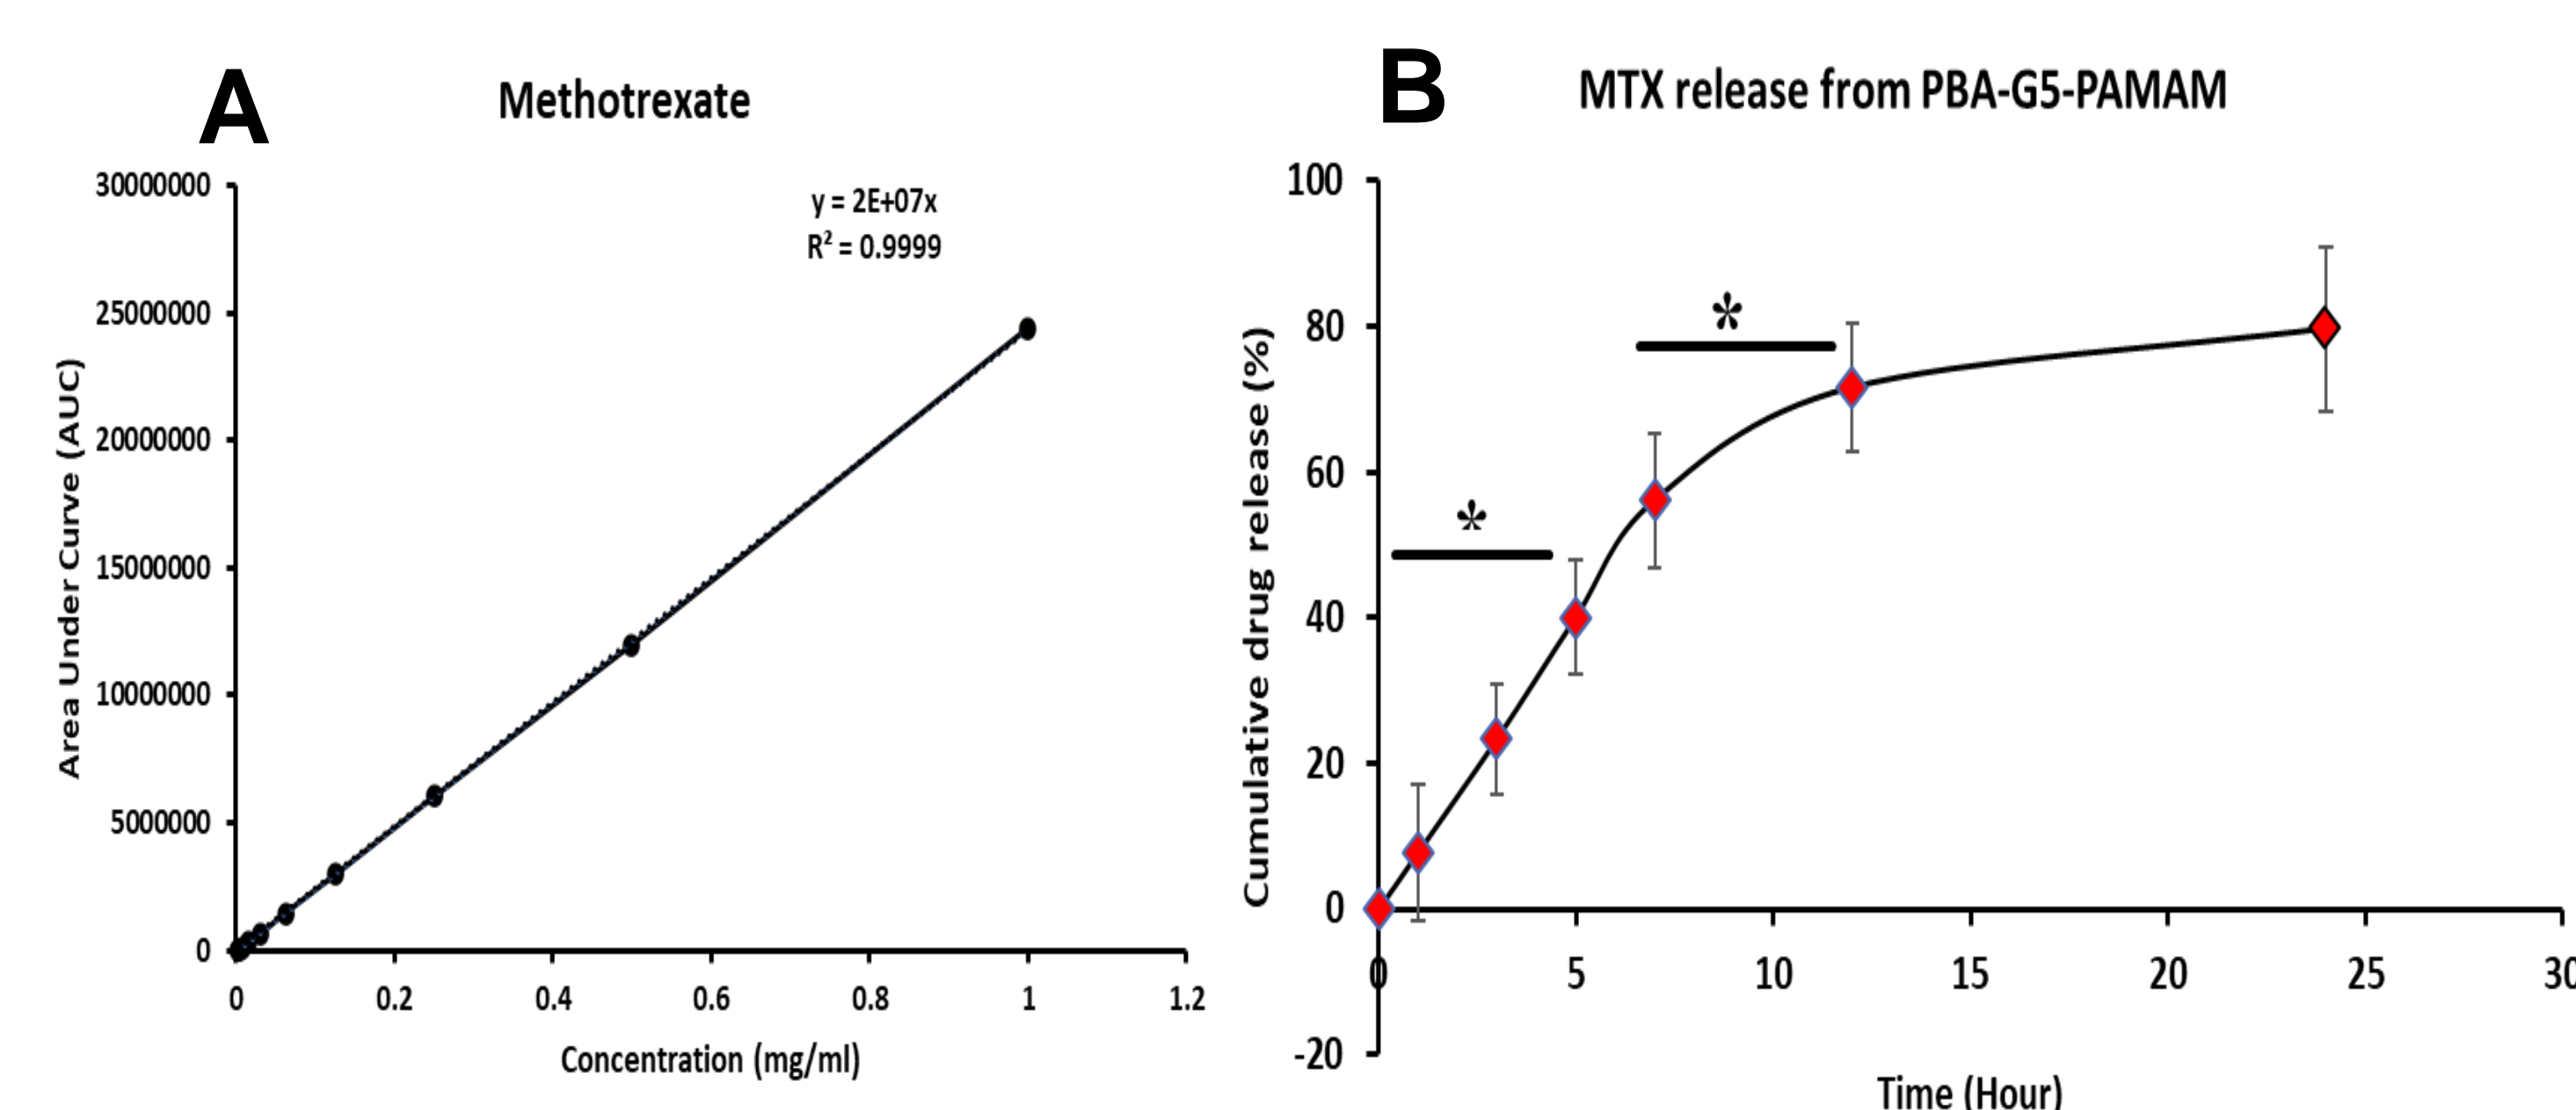 A
Methotrexate
y = 2E+07x
R² = 0.9999
Area Under Curve (AUC)
30000000
25000000
20000000
15000000
10000000
5000000
0
0 0.2 0.4 0.6 0.8 1 1.2
Concentration (mg/ml)
B
MTX release from PBA-G5-PAMAM
Cumulative drug release (%)
100
80
60
40
20
0
-20
*
*
0 5 10 15 20 25 30
Time (Hour)